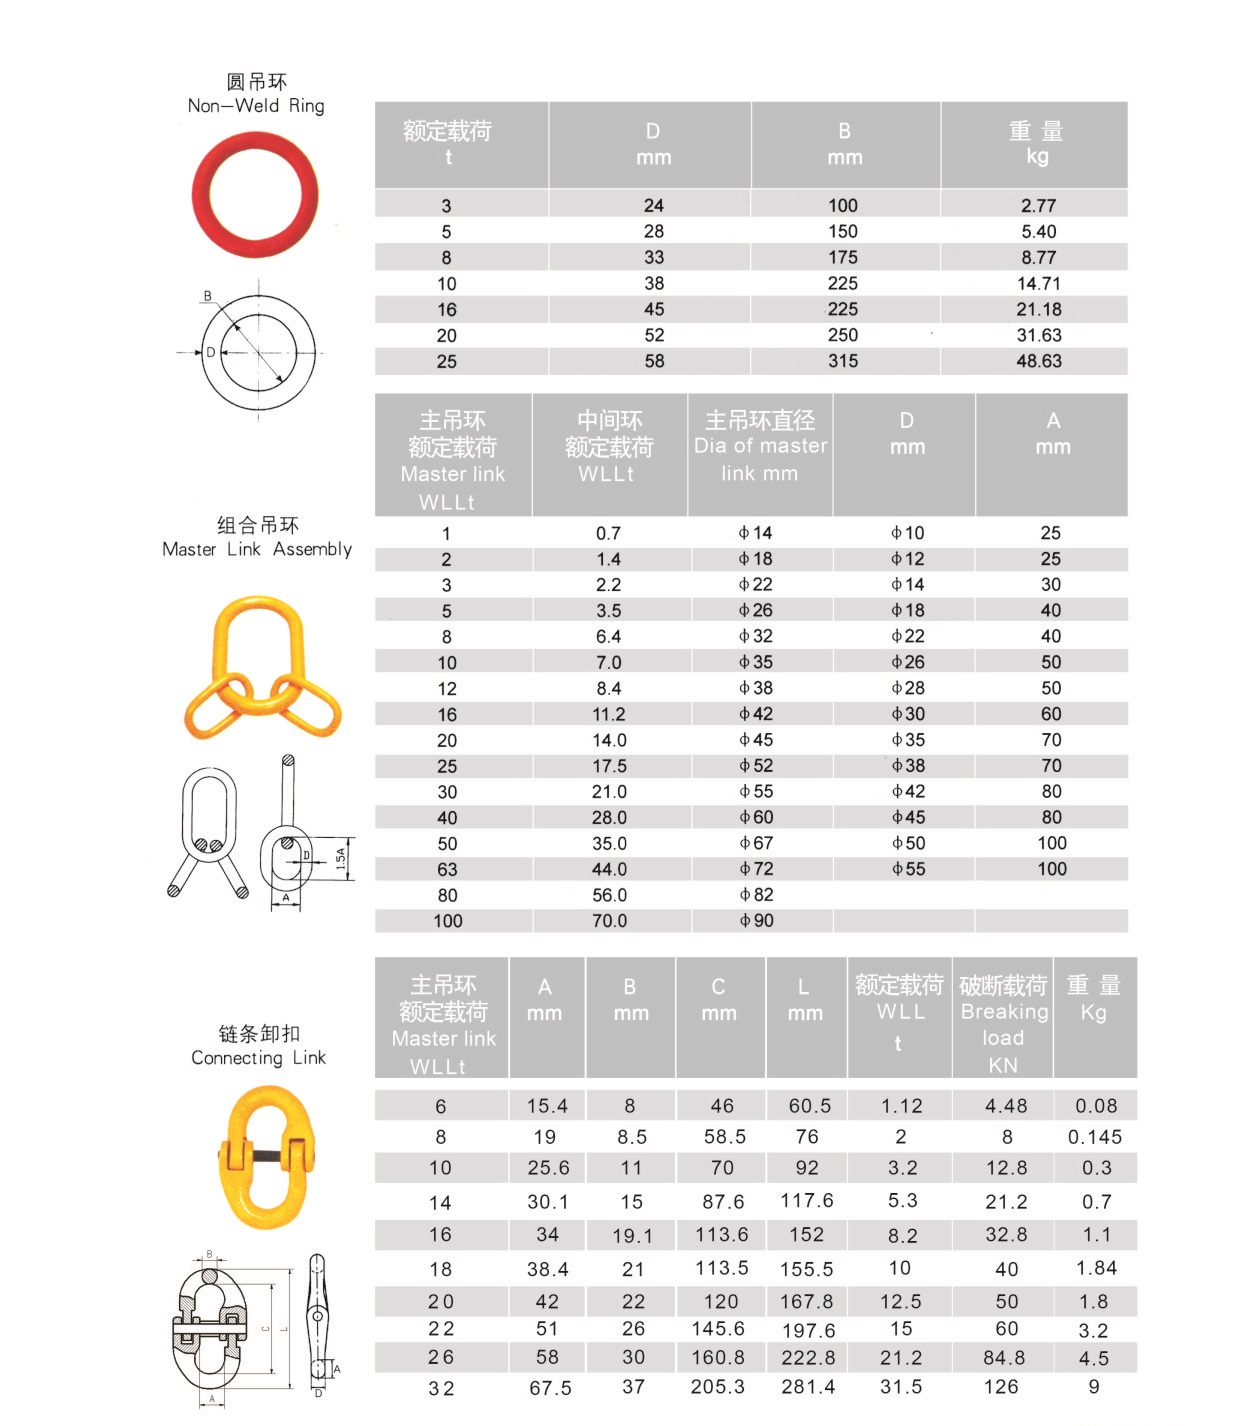 圆吊环
Non-Weld Ring
B
D
额定载荷 D B 重 量
t mm mm kg
3 24 100 2.77
5 28 150 5.40
8 33 175 8.77
10 38 225 14.71
16 45 225 21.18
20 52 250 31.63
25 58 315 48.63
组合吊环
Master Link Assembly
D
1.5A
A
主吊环 中间环 主吊环直径 D A
额定载荷 额定载荷 Dia of master mm mm
Master link WLLt link mm
WLLt
1 0.7 φ14 φ10 25
2 1.4 φ18 φ12 25
3 2.2 φ22 φ14 30
5 3.5 φ26 φ18 40
8 6.4 φ32 φ22 40
10 7.0 φ35 φ26 50
12 8.4 φ38 φ28 50
16 11.2 φ42 φ30 60
20 14.0 φ45 φ35 70
25 17.5 φ52 φ38 70
30 21.0 φ55 φ42 80
40 28.0 φ60 φ45 80
50 35.0 φ67 φ50 100
63 44.0 φ72 φ55 100
80 56.0 φ82
100 70.0 φ90
链条卸扣
Connecting Link
B
C L
A
A
D
主吊环 A B C L 额定载荷 破断载荷 重 量
额定载荷 mm mm mm mm WLL Breaking Kg
Master link t load
WLLt KN
6 15.4 8 46 60.5 1.12 4.48 0.08
8 19 8.5 58.5 76 2 8 0.145
10 25.6 11 70 92 3.2 12.8 0.3
14 30.1 15 87.6 117.6 5.3 21.2 0.7
16 34 19.1 113.6 152 8.2 32.8 1.1
18 38.4 21 113.5 155.5 10 40 1.84
20 42 22 120 167.8 12.5 50 1.8
22 51 26 145.6 197.6 15 60 3.2
26 58 30 160.8 222.8 21.2 84.8 4.5
32 67.5 37 205.3 281.4 31.5 126 9